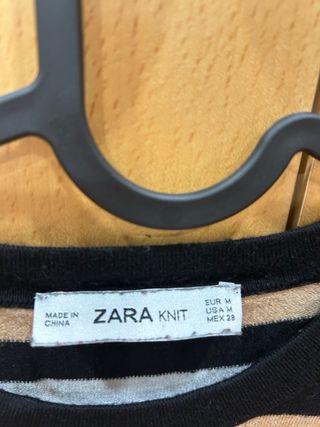 MADE IN
CHINA
ZARA KNIT
EUR M
USA M
MEX 28